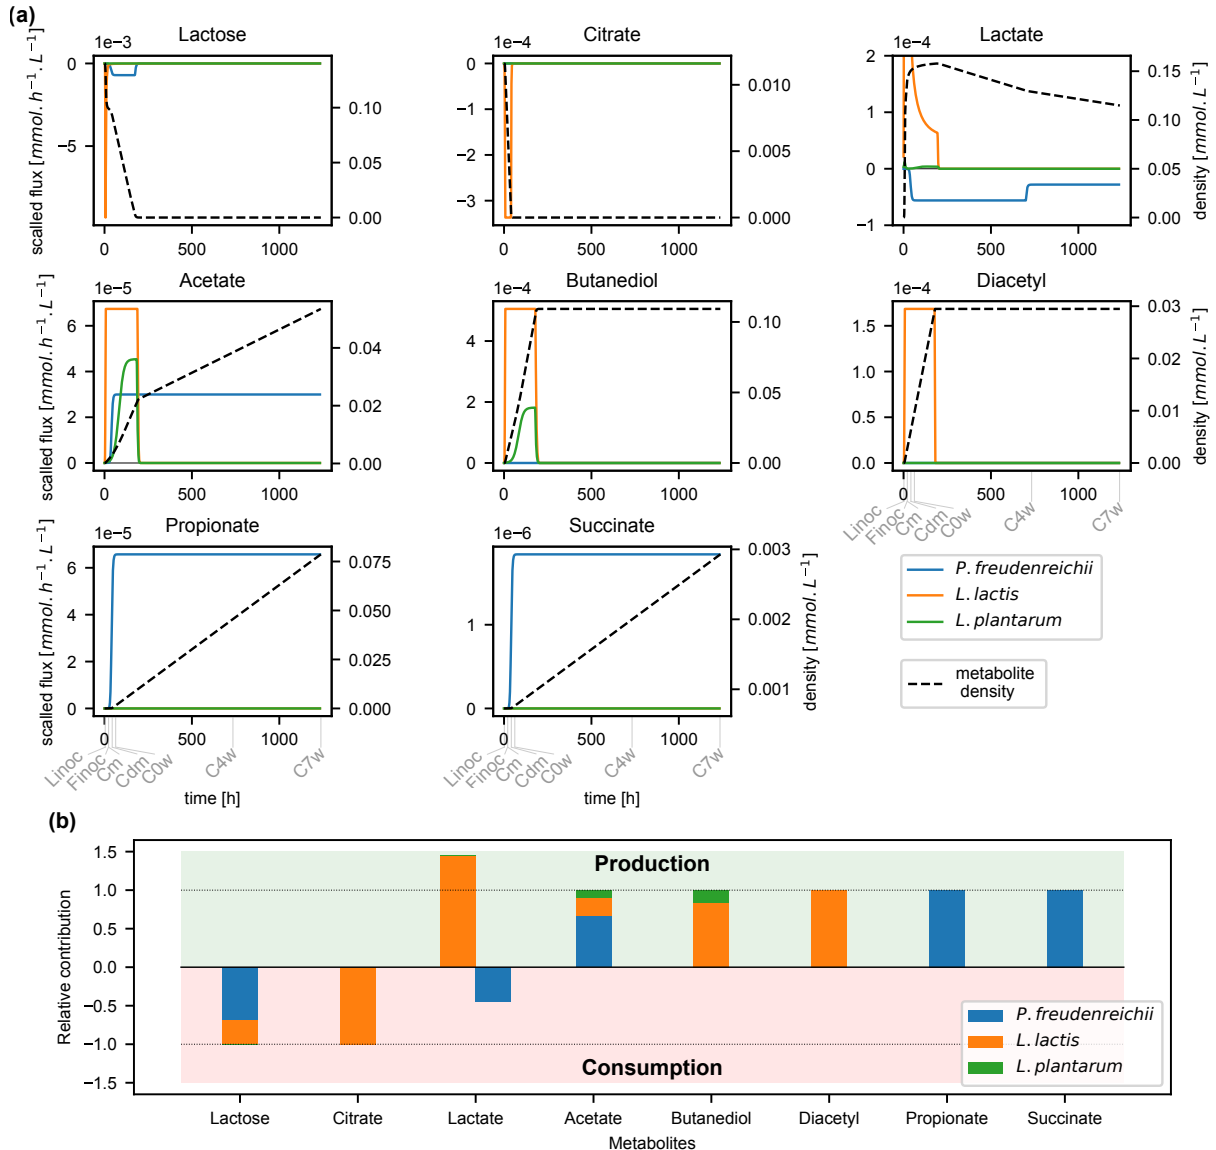 (a)
Lactose
Citrate
Lactate
1e−3
1e−4
1e−4
scalled flux [mmol. h⁻¹. L⁻¹]
0
−5
0.10
0.05
0.00
0
−1
−2
−3
0.010
0.005
0.000
2
1
0
−1
0.15
0.10
0.05
0.00
density [mmol. L⁻¹]
0 500 1000
0 500 1000
0 500 1000
Acetate
Butanediol
Diacetyl
1e−5
1e−4
1e−4
scalled flux [mmol. h⁻¹. L⁻¹]
6
4
2
0
0.04
0.02
0.00
4
2
0
0.10
0.05
0.00
1.5
1.0
0.5
0.0
0.03
0.02
0.01
0.00
density [mmol. L⁻¹]
0 500 1000
0 500 1000
0 500 1000
Linoc
Finoc
Cm
Cdm
C0w
C4w
C7w
Propionate
Succinate
1e−5
1e−6
scalled flux [mmol. h⁻¹. L⁻¹]
6
4
2
0
0.075
0.050
0.025
0.000
1
0
0.003
0.002
0.001
density [mmol. L⁻¹]
0 500 1000
0 500 1000
Linoc
Finoc
Cm
Cdm
C0w
C4w
C7w
Linoc
Finoc
Cm
Cdm
C0w
C4w
C7w
time [h]
time [h]
P. freudenreichii
L. lactis
L. plantarum
metabolite
density
(b)
Relative contribution
1.5
1.0
0.5
0.0
−0.5
−1.0
−1.5
Production
Consumption
P. freudenreichii
L. lactis
L. plantarum
Lactose Citrate Lactate Acetate Butanediol Diacetyl Propionate Succinate
Metabolites